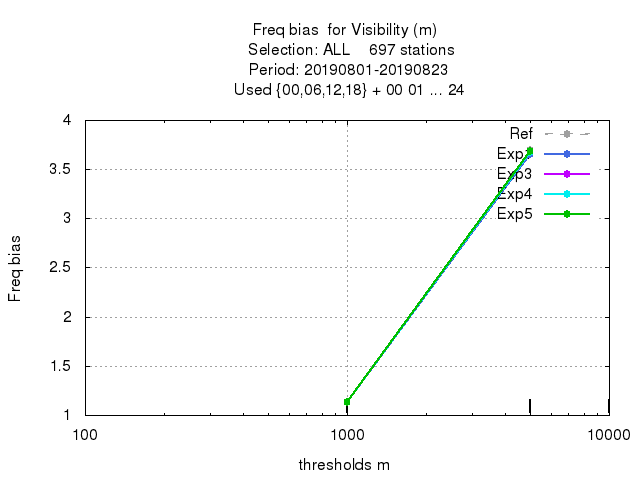 Freq bias for Visibility (m)
Selection: ALL 697 stations
Period: 20190801-20190823
Used {00,06,12,18} + 00 01 ... 24
4
3.5
3
2.5
2
1.5
1
Freq bias
Ref
Exp
Exp3
Exp4
Exp5
100
1000
10000
thresholds m